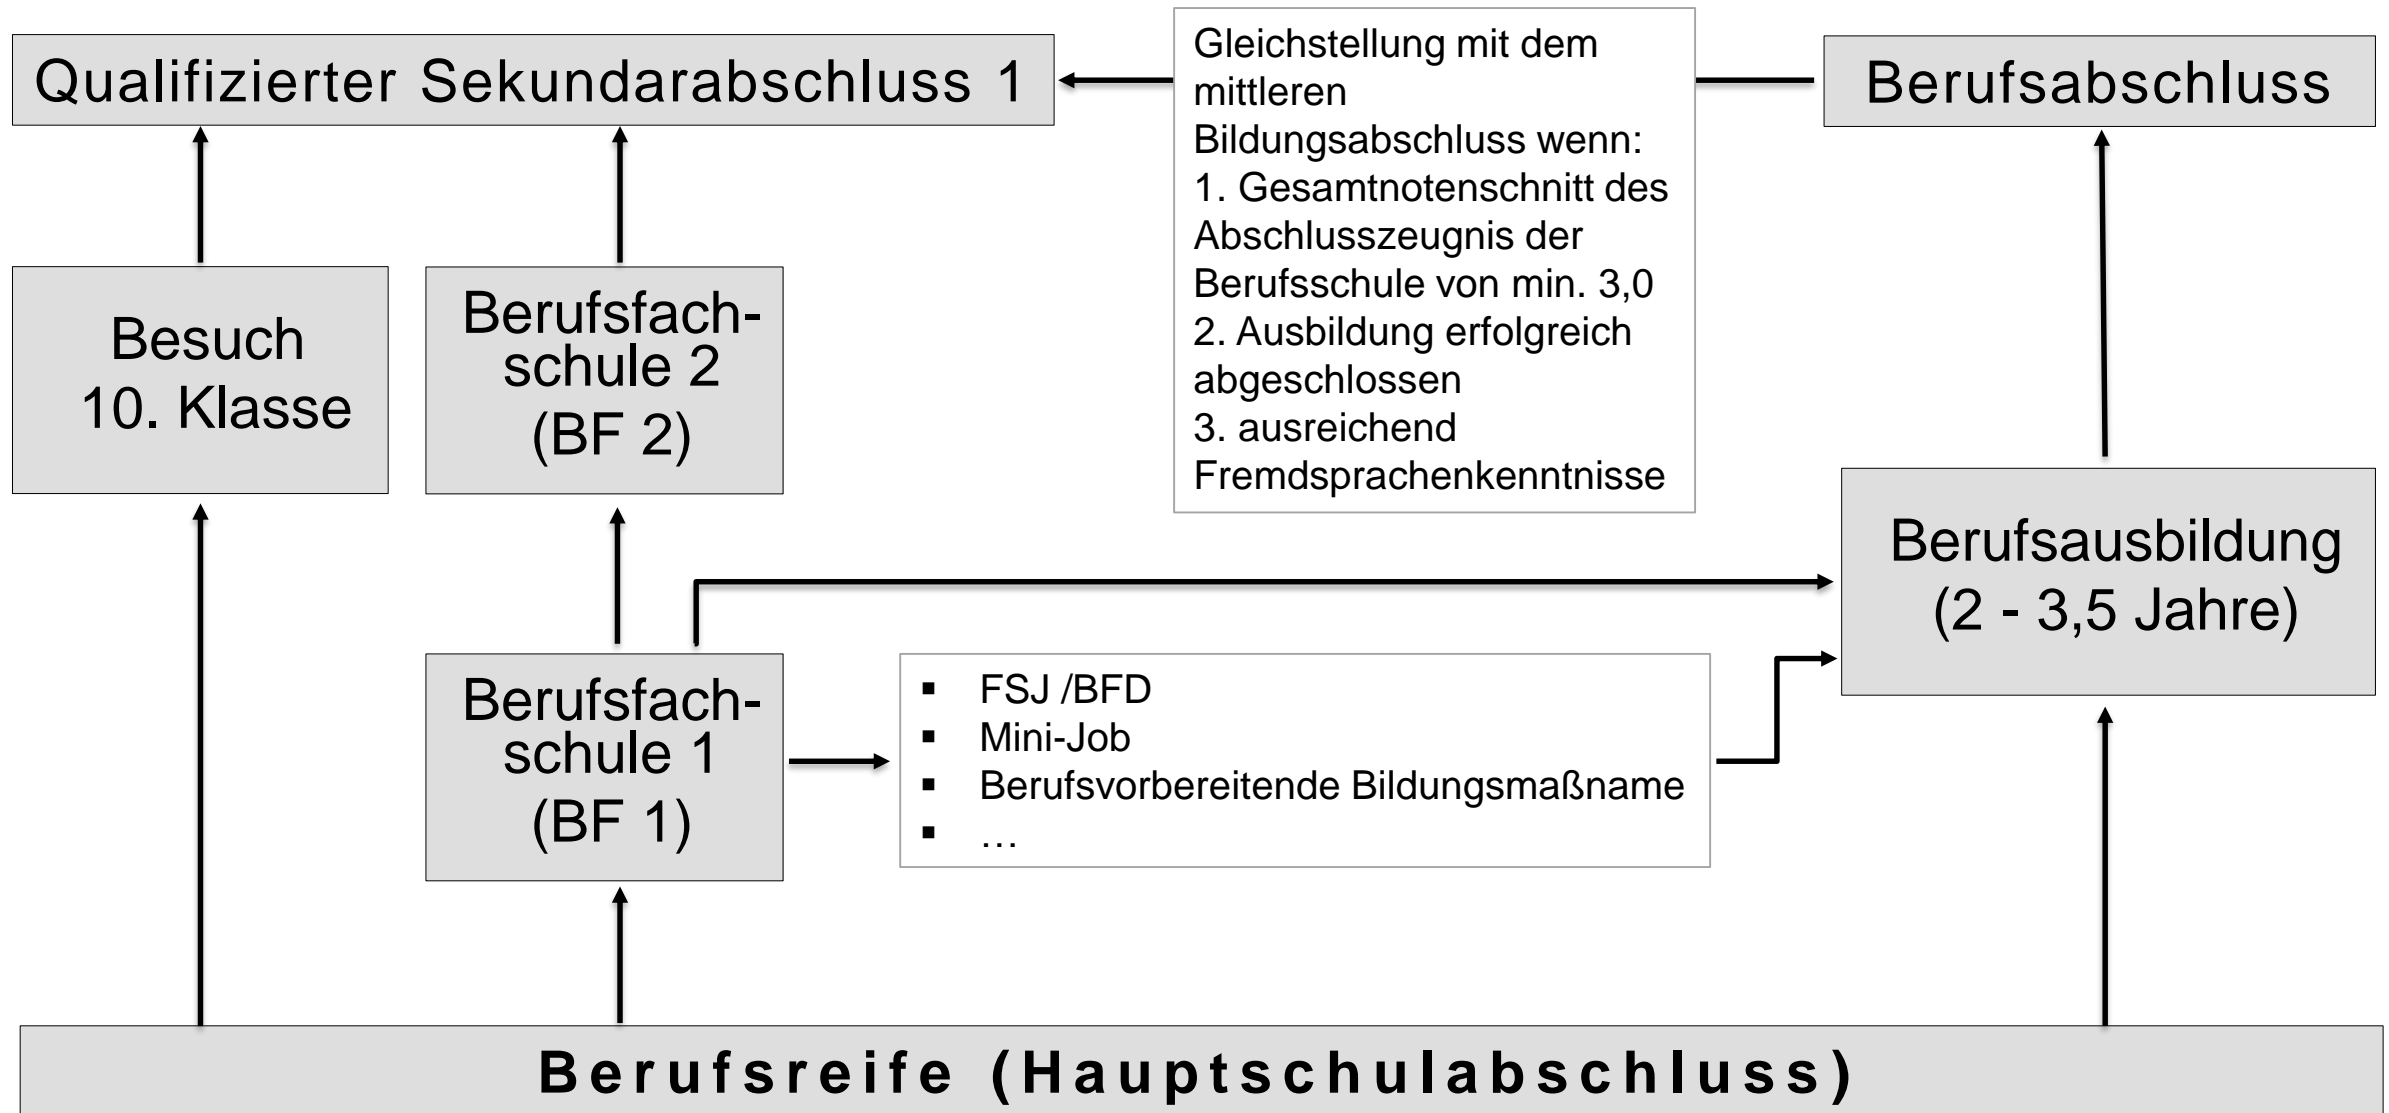 Qualifizierter Sekundarabschluss 1
Gleichstellung mit dem
mittleren
Bildungsabschluss wenn:
1. Gesamtnotenschnitt des
Abschlusszeugnis der
Berufsschule von min. 3,0
2. Ausbildung erfolgreich
abgeschlossen
3. ausreichend
Fremdsprachenkenntnisse
Berufsabschluss
Besuch
10. Klasse
Berufsfach-
schule 2
(BF 2)
Berufsausbildung
(2 - 3,5 Jahre)
Berufsfach-
schule 1
(BF 1)
▪ FSJ /BFD
▪ Mini-Job
▪ Berufsvorbereitende Bildungsmaßname
▪ …
Berufsreife (Hauptschulabschluss)